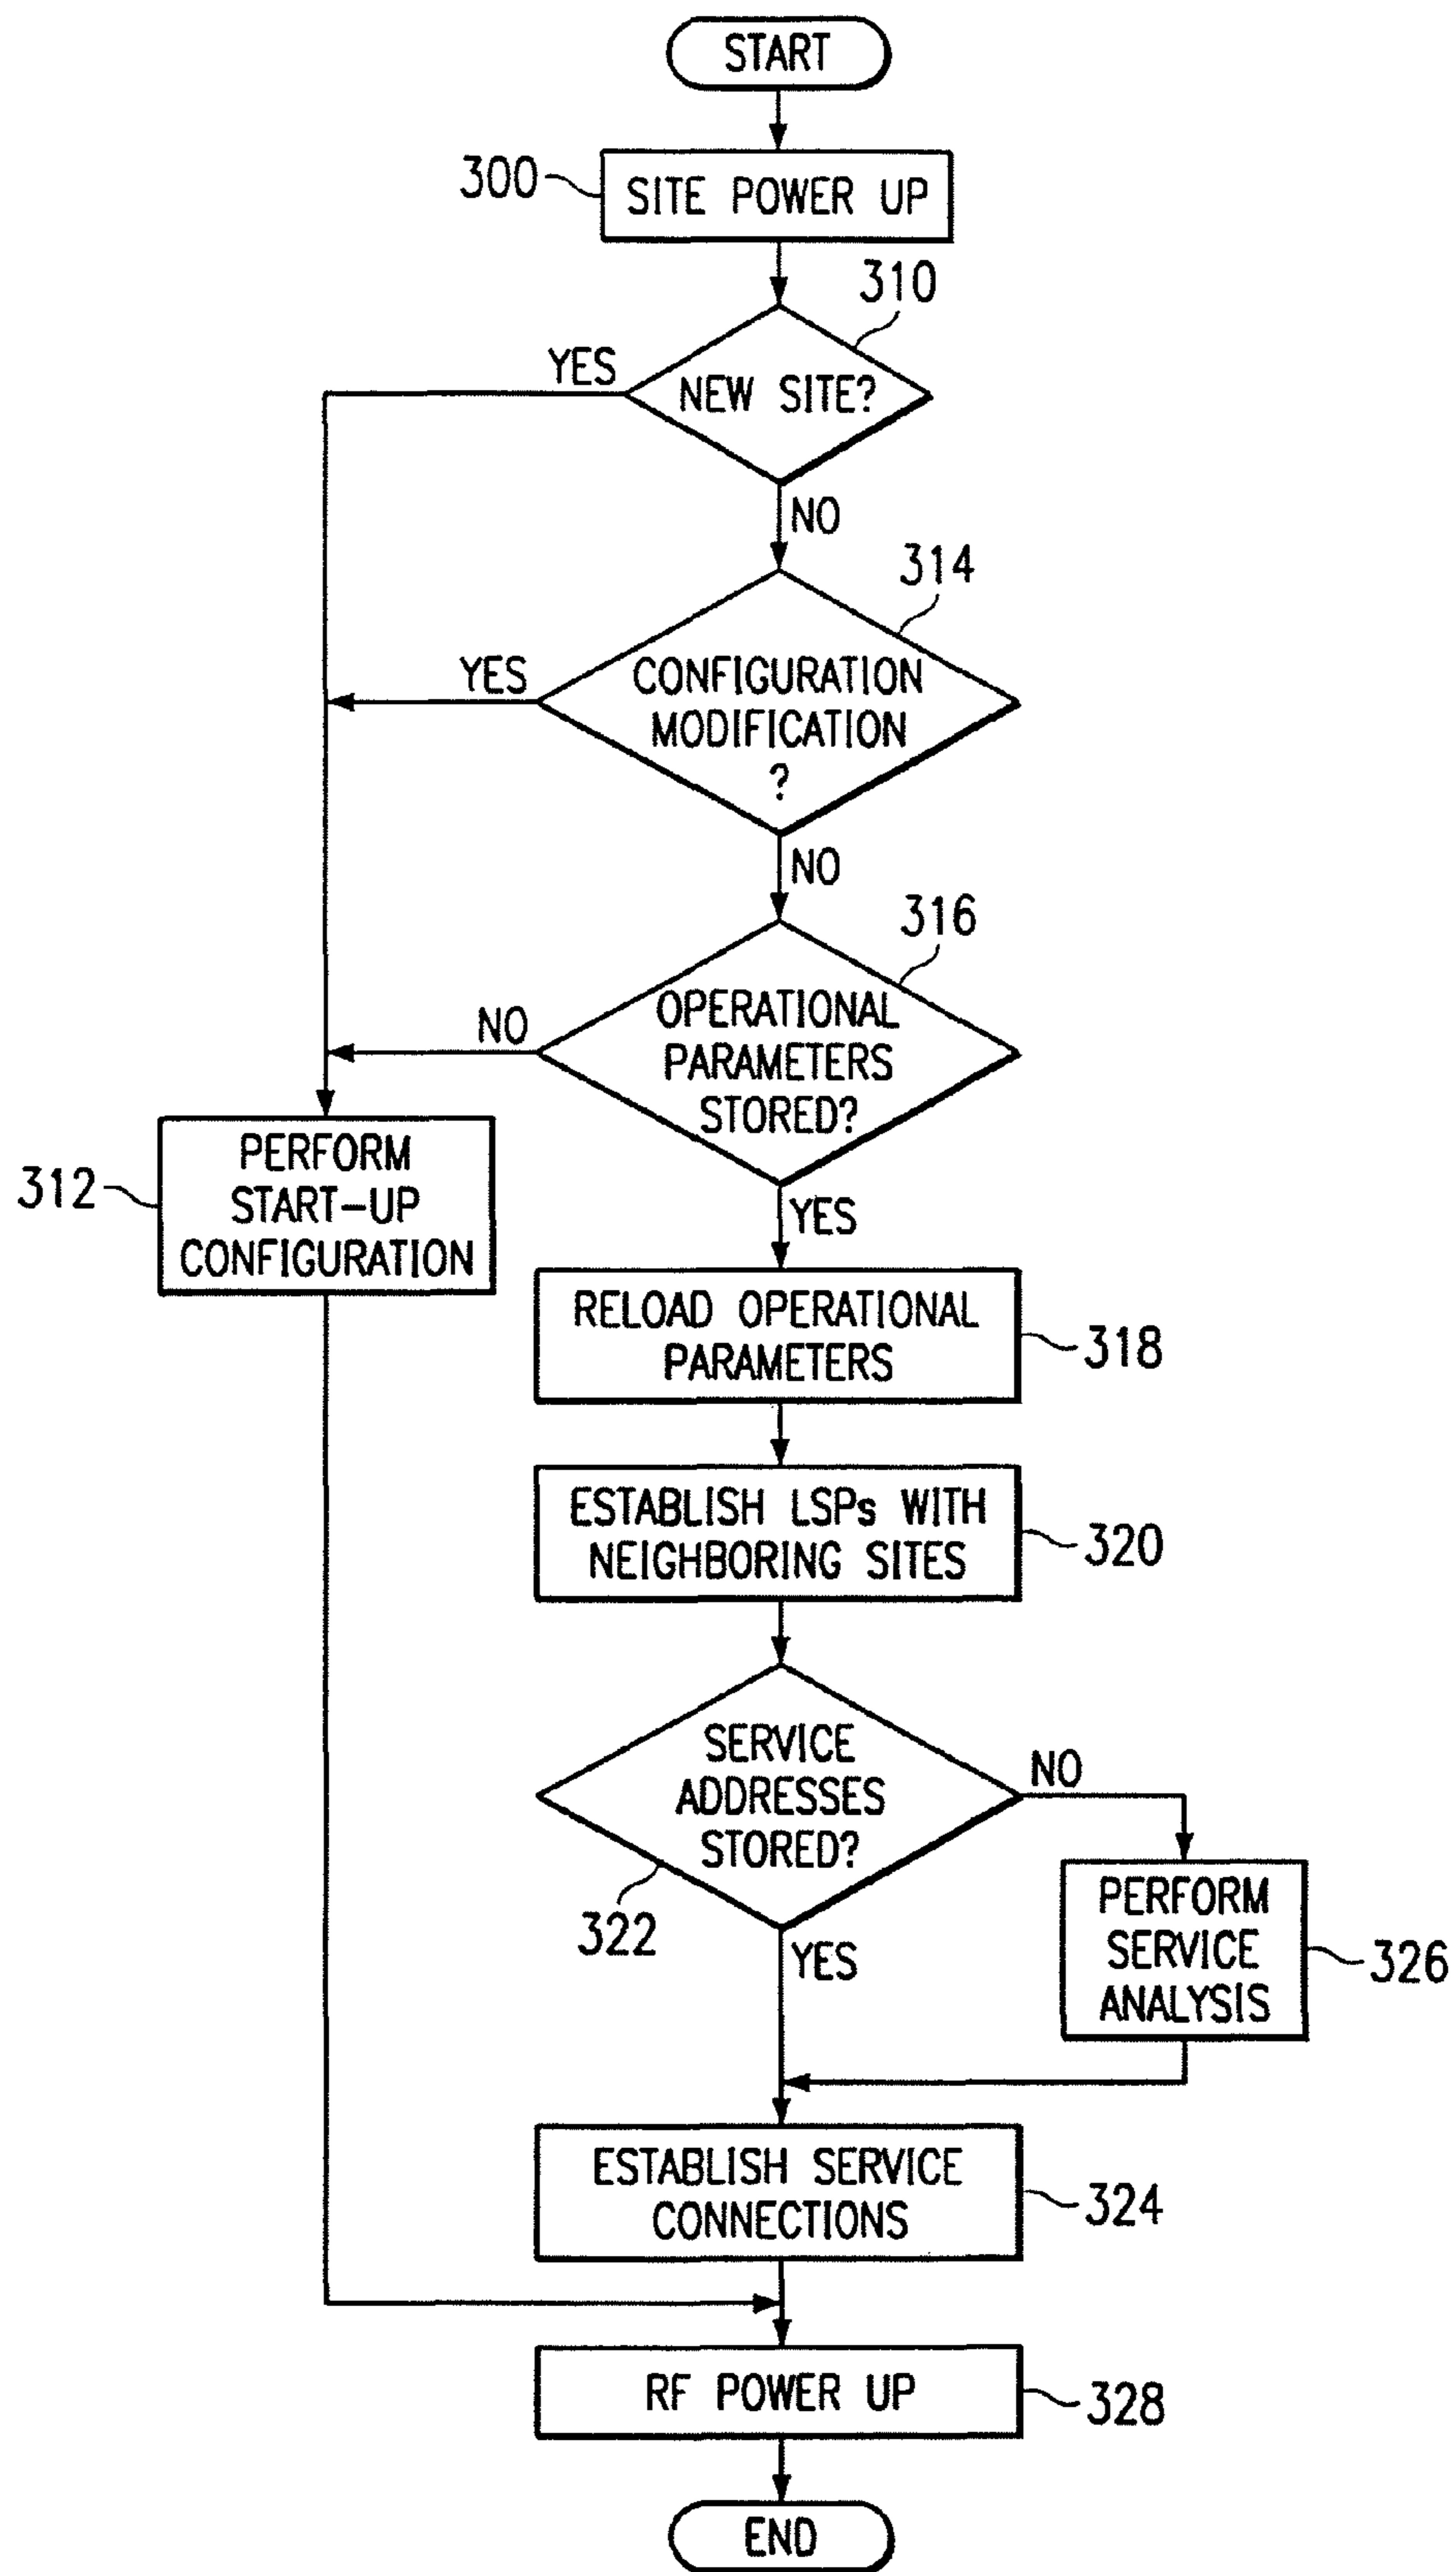 START
300
SITE POWER UP
310
YES
NEW SITE?
NO
314
YES
CONFIGURATION
MODIFICATION
?
NO
316
NO
OPERATIONAL
PARAMETERS
STORED?
YES
312
PERFORM
START-UP
CONFIGURATION
RELOAD OPERATIONAL
PARAMETERS
318
ESTABLISH LSPs WITH
NEIGHBORING SITES
320
SERVICE
ADDRESSES
STORED?
NO
322
YES
PERFORM
SERVICE
ANALYSIS
326
ESTABLISH SERVICE
CONNECTIONS
324
RF POWER UP
328
END